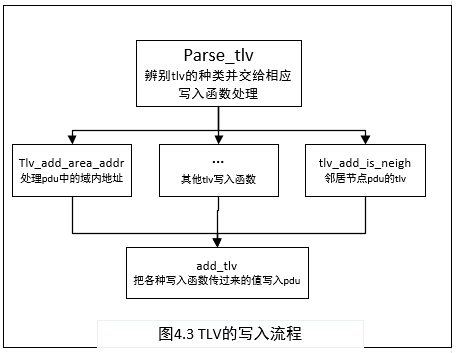 Parse_tlv
辨别tlv的种类并交给相应
写入函数处理
Tlv_add_area_addr
处理pdu中的域内地址
...
其他tlv写入函数
tlv_add_is_neigh
邻居节点pdu的tlv
add_tlv
把各种写入函数传过来的值写入pdu
图4.3 TLV的写入流程